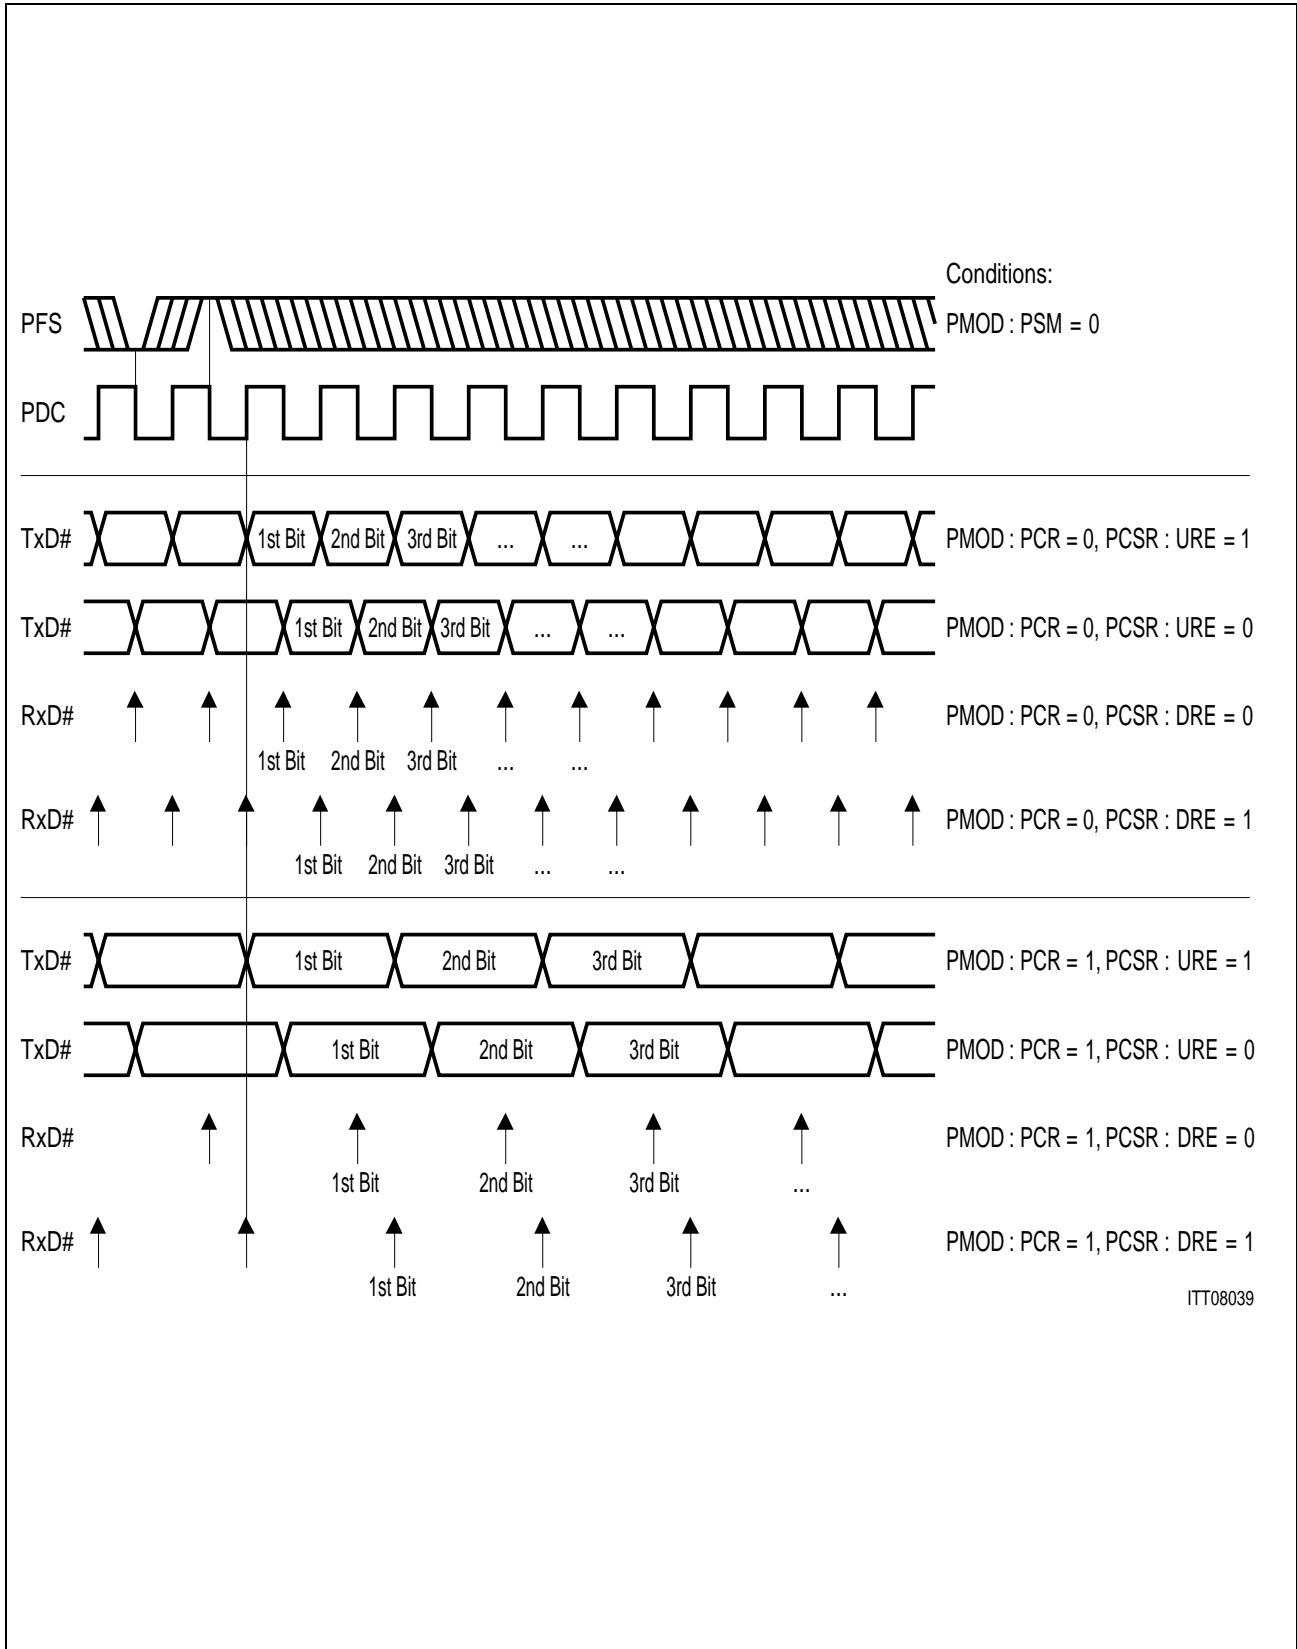 Conditions:
PFS PMOD : PSM = 0
PDC
TxD# 1st Bit 2nd Bit 3rd Bit ... ... PMOD : PCR = 0, PCSR : URE = 1
TxD# 1st Bit 2nd Bit 3rd Bit ... ... PMOD : PCR = 0, PCSR : URE = 0
RxD# PMOD : PCR = 0, PCSR : DRE = 0
1st Bit 2nd Bit 3rd Bit ... ...
RxD# PMOD : PCR = 0, PCSR : DRE = 1
1st Bit 2nd Bit 3rd Bit ... ...
TxD# 1st Bit 2nd Bit 3rd Bit PMOD : PCR = 1, PCSR : URE = 1
TxD# 1st Bit 2nd Bit 3rd Bit PMOD : PCR = 1, PCSR : URE = 0
RxD# PMOD : PCR = 1, PCSR : DRE = 0
1st Bit 2nd Bit 3rd Bit ...
RxD# PMOD : PCR = 1, PCSR : DRE = 1
1st Bit 2nd Bit 3rd Bit ...
ITT08039